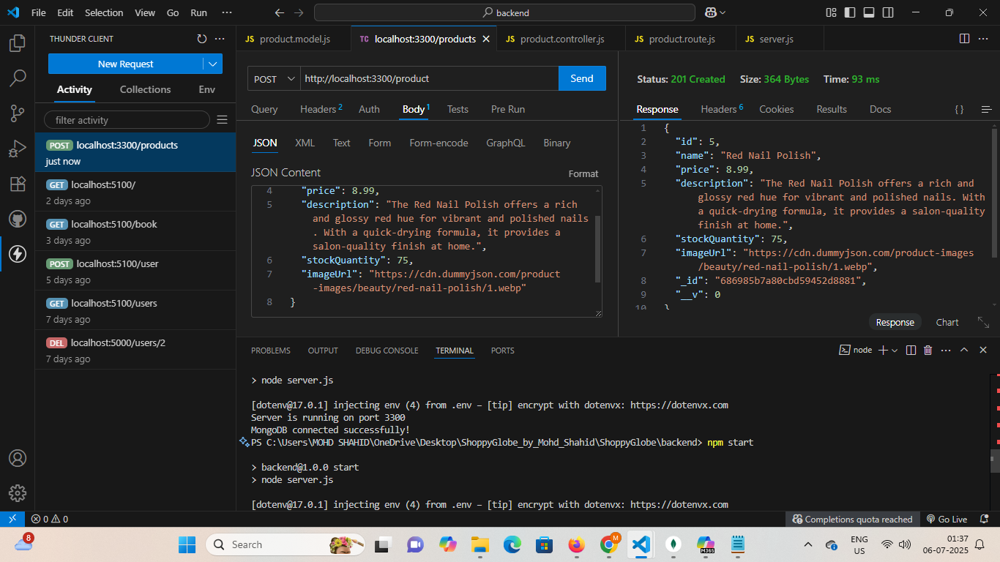 File Edit Selection View Go Run ···
backend
THUNDER CLIENT
New Request
Activity Collections Env
filter activity
POST localhost:3300/products
just now
GET localhost:5100/
2 days ago
GET localhost:5100/book
3 days ago
POST localhost:5100/user
5 days ago
GET localhost:5100/users
7 days ago
DEL localhost:5000/users/2
7 days ago
JS product.model.js
TC localhost:3300/products
JS product.controller.js
JS product.route.js
JS server.js
POST http://localhost:3300/product Send
Query Headers 2 Auth Body 1 Tests Pre Run
JSON XML Text Form Form-encode GraphQL Binary
JSON Content Format
4 "price": 8.99,
5 "description": "The Red Nail Polish offers a rich
and glossy red hue for vibrant and polished nails
. With a quick-drying formula, it provides a
salon-quality finish at home.",
6 "stockQuantity": 75,
7 "imageUrl": "https://cdn.dummyjson.com/product
-images/beauty/red-nail-polish/1.webp"
8 }
Status: 201 Created Size: 364 Bytes Time: 93 ms
Response Headers 6 Cookies Results Docs { }
1 {
2 "id": 5,
3 "name": "Red Nail Polish",
4 "price": 8.99,
5 "description": "The Red Nail Polish offers a rich and
glossy red hue for vibrant and polished nails. With
a quick-drying formula, it provides a salon-quality
finish at home.",
6 "stockQuantity": 75,
7 "imageUrl": "https://cdn.dummyjson.com/product-images
/beauty/red-nail-polish/1.webp",
8 "_id": "686985b7a80cbd59452d8881",
9 "__v": 0
10 }
Response Chart
PROBLEMS OUTPUT DEBUG CONSOLE TERMINAL PORTS
node
> node server.js
[dotenv@17.0.1] injecting env (4) from .env – [tip] encrypt with dotenvx: https://dotenvx.com
Server is running on port 3300
MongoDB connected successfully!
PS C:\Users\MOHD SHAHID\OneDrive\Desktop\ShoppyGlobe_by_Mohd_Shahid\ShoppyGlobe\backend> npm start
> backend@1.0.0 start
> node server.js
[dotenv@17.0.1] injecting env (4) from .env – [tip] encrypt with dotenvx: https://dotenvx.com
0 0
Completions quota reached
Go Live
8
Search
M
M365
ENG
US
01:37
06-07-2025